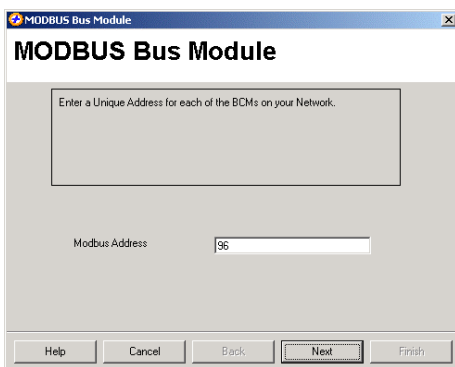 MODBUS Bus Module
MODBUS Bus Module
Enter a Unique Address for each of the BCMs on your Network.
Modbus Address
96
Help
Cancel
Back
Next
Finish